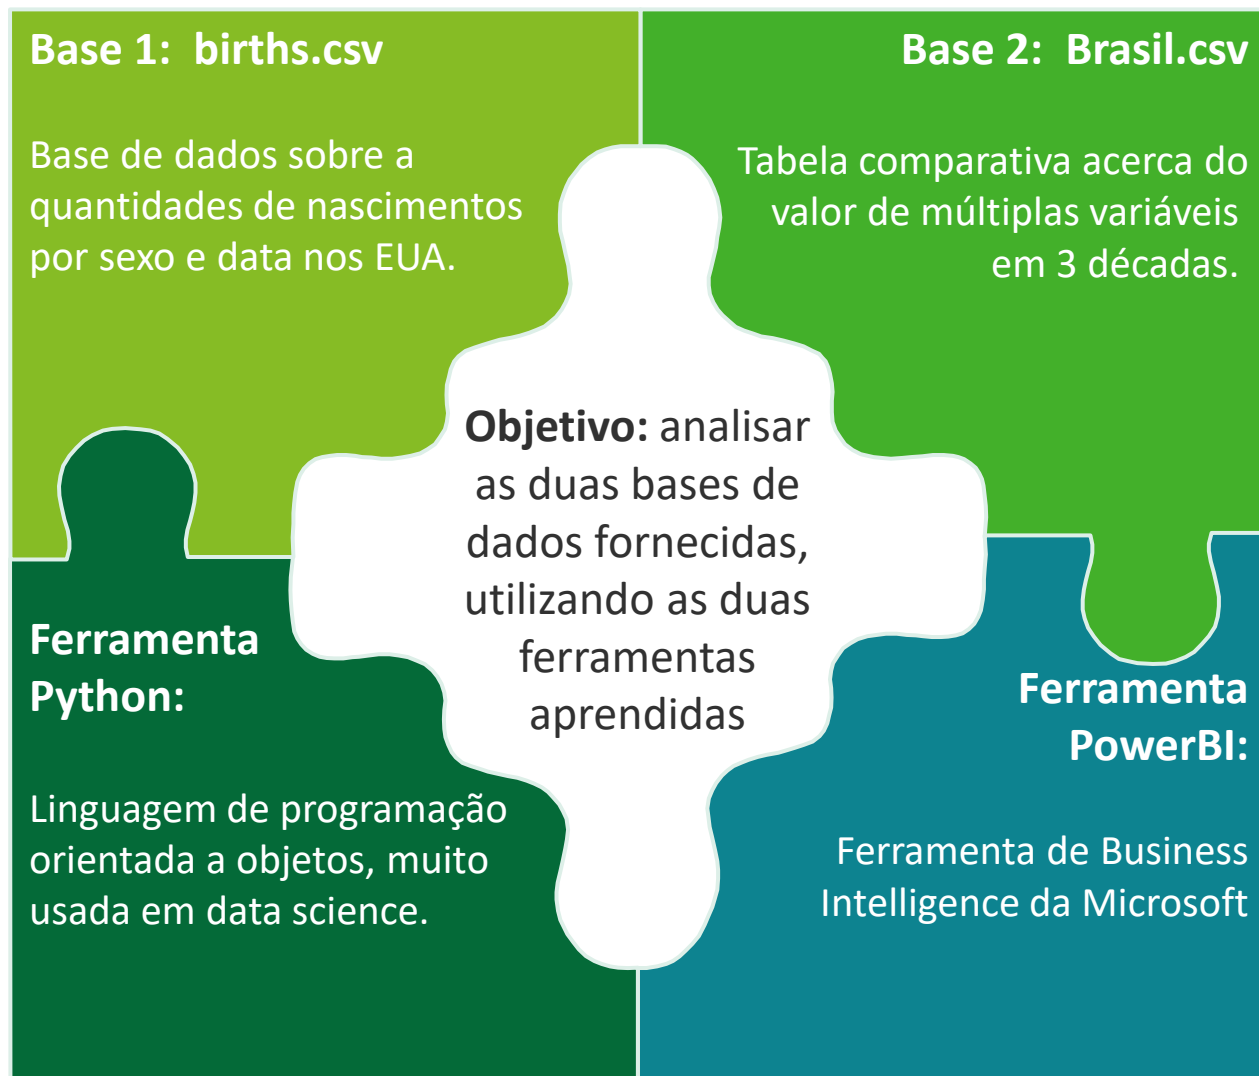 Base 1: births.csv
Base de dados sobre a
quantidades de nascimentos
por sexo e data nos EUA.
Base 2: Brasil.csv
Tabela comparativa acerca do
valor de múltiplas variáveis
em 3 décadas.
Objetivo: analisar
as duas bases de
dados fornecidas,
utilizando as duas
ferramentas
aprendidas
Ferramenta
Python:
Linguagem de programação
orientada a objetos, muito
usada em data science.
Ferramenta
PowerBI:
Ferramenta de Business
Intelligence da Microsoft